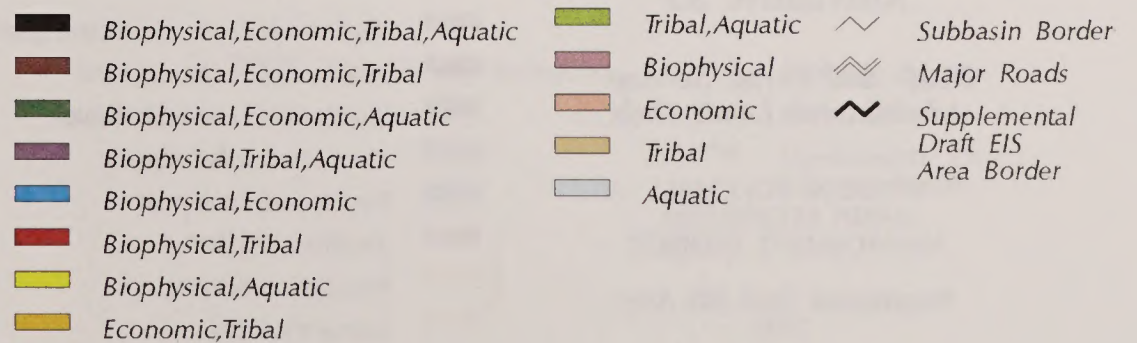 Biophysical,Economic,Tribal,Aquatic
Biophysical,Economic,Tribal
Biophysical,Economic,Aquatic
Biophysical,Tribal,Aquatic
Biophysical,Economic
Biophysical,Tribal
Biophysical,Aquatic
Economic,Tribal
Tribal,Aquatic
Biophysical
Economic
Tribal
Aquatic
Subbasin Border
Major Roads
Supplemental
Draft EIS
Area Border